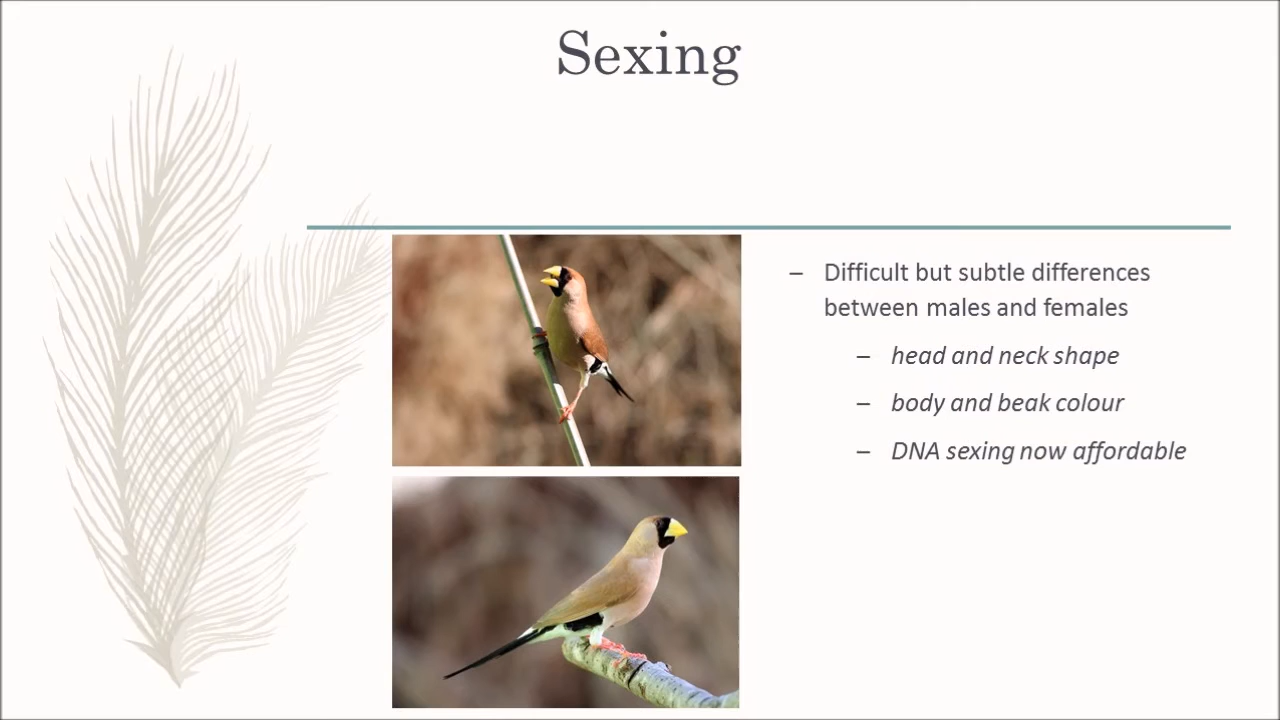 Sexing
– Difficult but subtle differences
between males and females
– head and neck shape
– body and beak colour
– DNA sexing now affordable